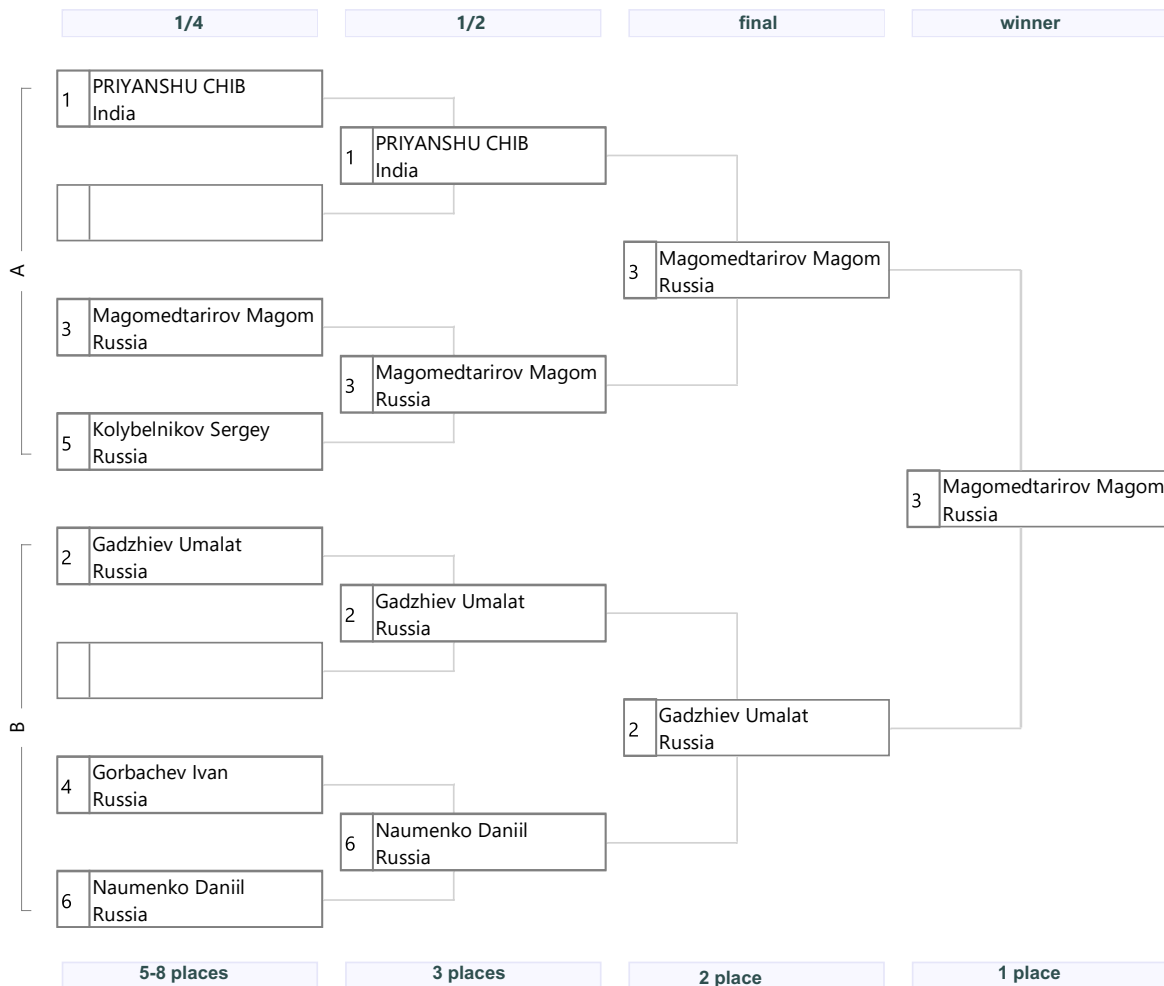 1/4
1/2
final
winner
1
PRIYANSHU CHIB
India
1
PRIYANSHU CHIB
India
A
3
Magomedtarirov Magom
Russia
3
Magomedtarirov Magom
Russia
3
Magomedtarirov Magom
Russia
5
Kolybelnikov Sergey
Russia
3
Magomedtarirov Magom
Russia
2
Gadzhiev Umalat
Russia
2
Gadzhiev Umalat
Russia
B
2
Gadzhiev Umalat
Russia
4
Gorbachev Ivan
Russia
6
Naumenko Daniil
Russia
6
Naumenko Daniil
Russia
5-8 places
3 places
2 place
1 place